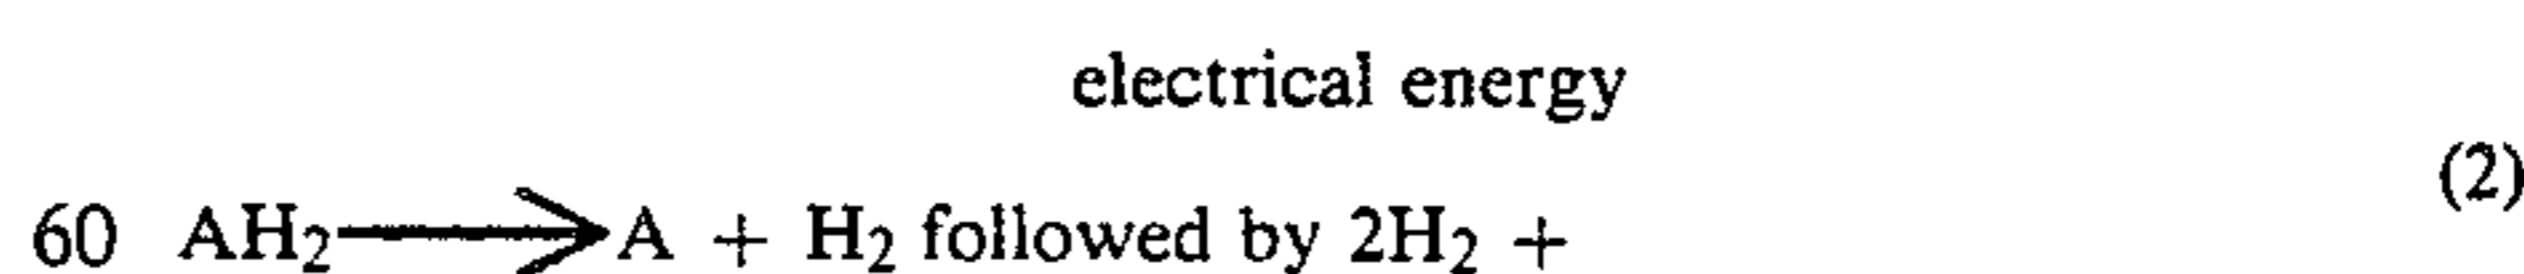 electrical energy
(2)
60 AH₂⟶A + H₂ followed by 2H₂ +